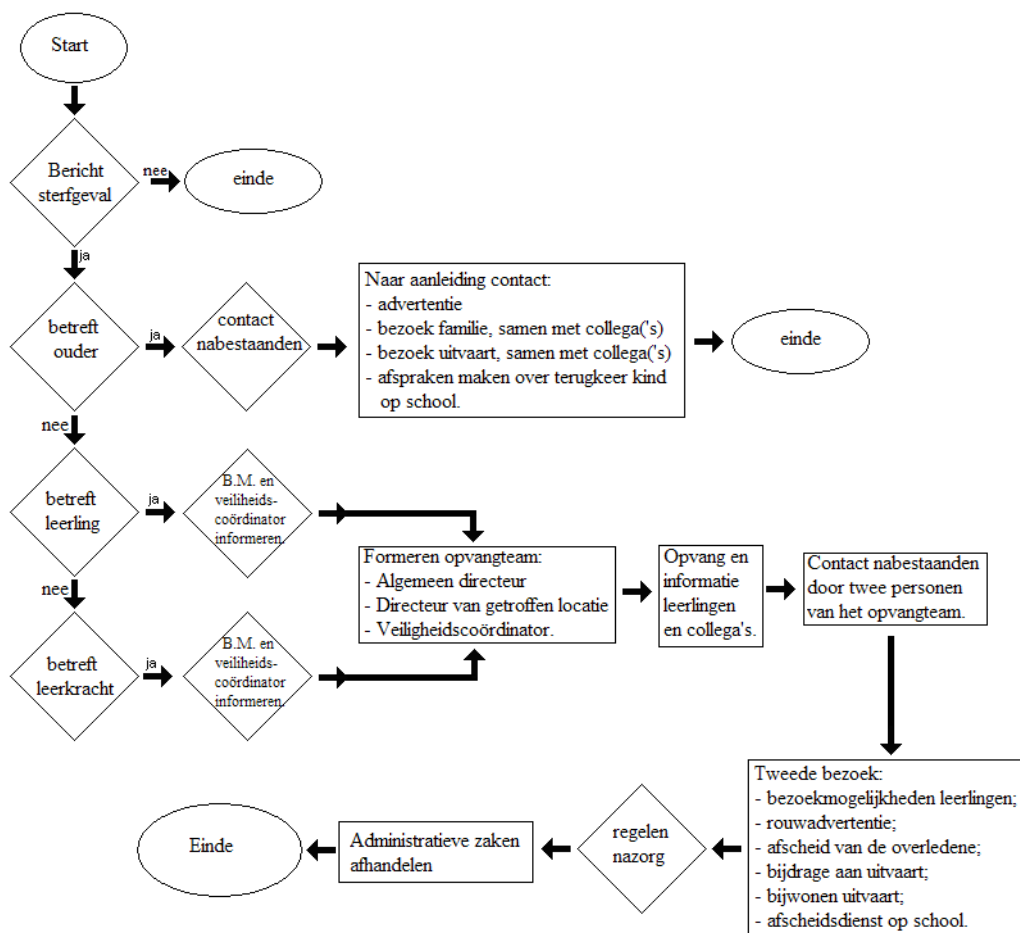 Start
Bericht
sterfgeval
nee
einde
ja
betreft
ouder
ja
contact
nabestaanden
Naar aanleiding contact:
- advertentie
- bezoek familie, samen met collega('s)
- bezoek uitvaart, samen met collega('s)
- afspraken maken over terugkeer kind
op school.
einde
nee
betreft
leerling
ja
B.M. en
veiliheids-
coördinator
informeren.
Formeren opvangteam:
- Algemeen directeur
- Directeur van getroffen locatie
- Veiligheidscoördinator.
Opvang en
informatie
leerlingen
en collega's.
Contact nabestaanden
door twee personen
van het opvangteam.
nee
betreft
leerkracht
ja
B.M. en
veiliheids-
coördinator
informeren.
Tweede bezoek:
- bezoekmogelijkheden leerlingen;
- rouwadvertentie;
- afscheid van de overledene;
- bijdrage aan uitvaart;
- bijwonen uitvaart;
- afscheidsdienst op school.
regelen
nazorg
Administratieve zaken
afhandelen
Einde